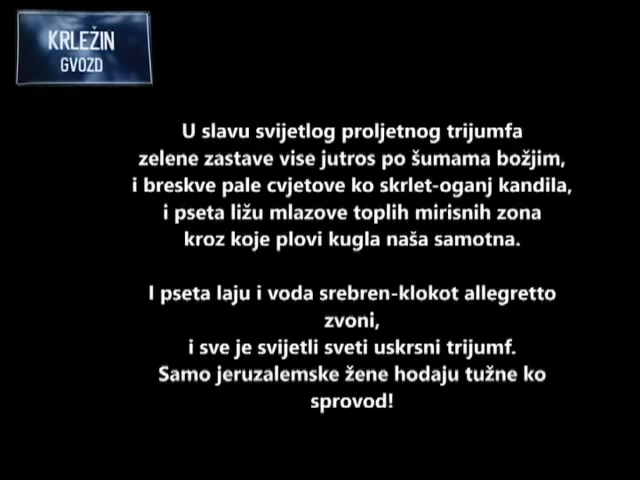 KRLEŽIN
GVOZD
U slavu svijetlog proljetnog trijumfa
zelene zastave vise jutros po šumama božjim,
i breskve pale cvjetove ko skrlet-oganj kandila,
i pseta ližu mlazove toplih mirisnih zona
kroz koje plovi kugla naša samotna.
I pseta laju i voda srebren-klokot allegretto
zvoni,
i sve je svijetli sveti uskrsni trijumf.
Samo jeruzalemske žene hodaju tužne ko
sprovod!